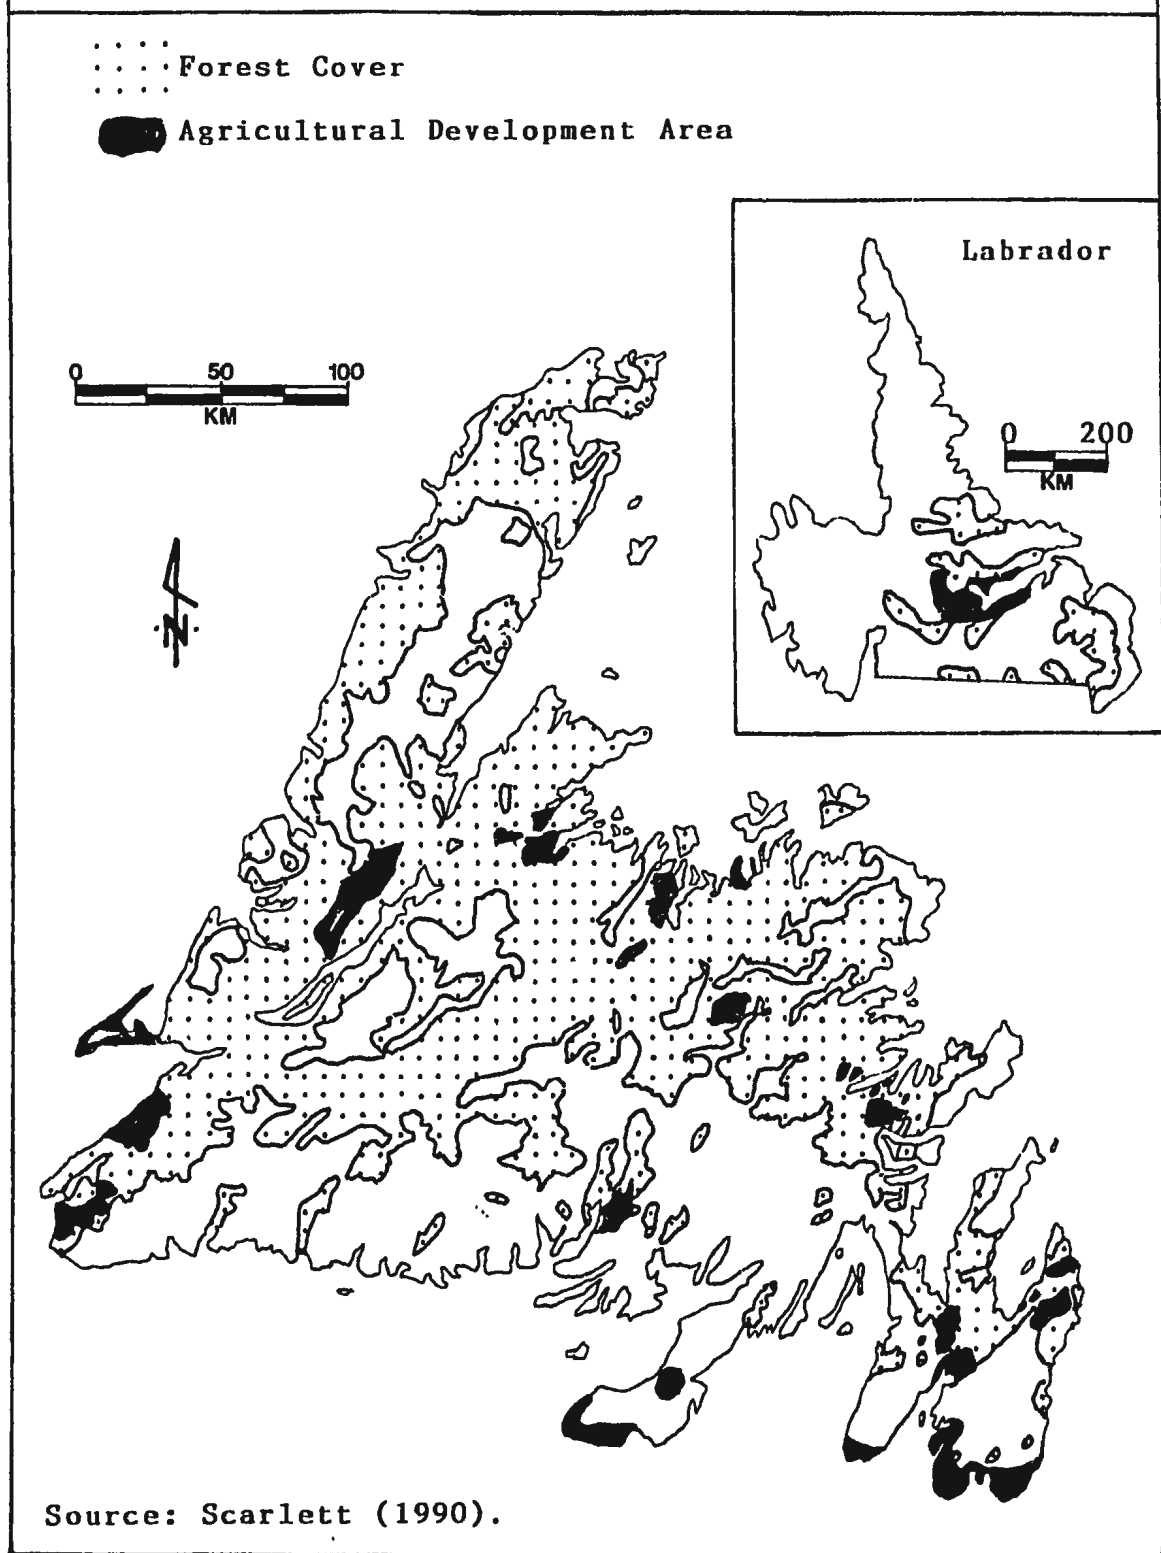 Forest Cover
Agricultural Development Area
Labrador
0 50 100
KM
0 200
KM
N
Source: Scarlett (1990).